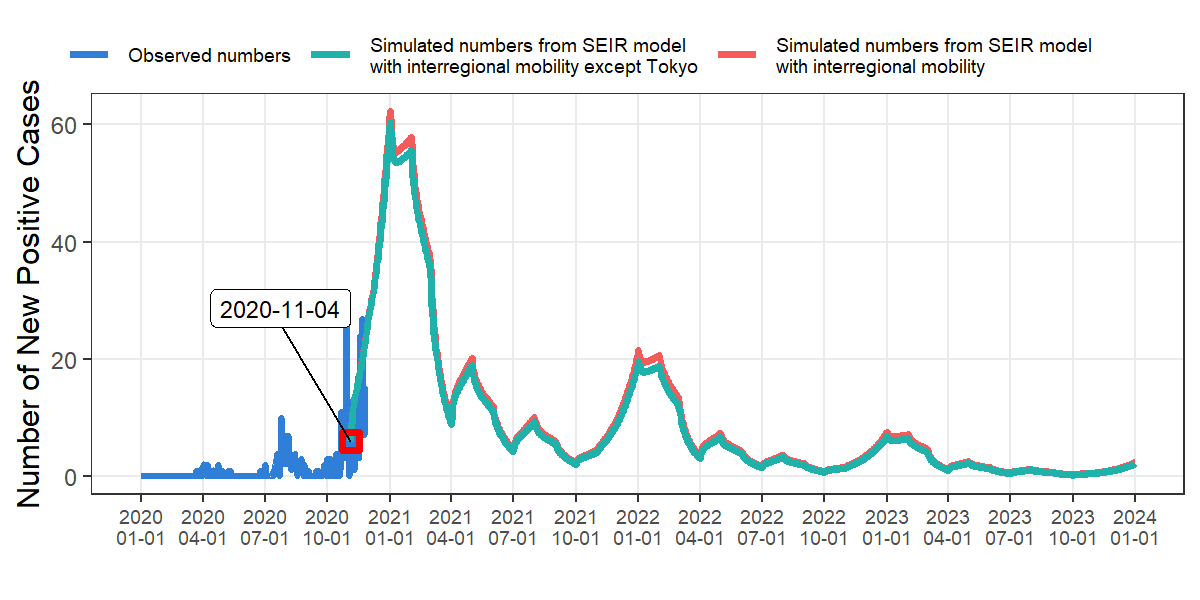 Observed numbers
Simulated numbers from SEIR model
with interregional mobility except Tokyo
Simulated numbers from SEIR model
with interregional mobility
Number of New Positive Cases
60
40
20
0
2020-11-04
2020 2020 2020 2020 2021 2021 2021 2021 2022 2022 2022 2022 2023 2023 2023 2023 2024
01-01 04-01 07-01 10-01 01-01 04-01 07-01 10-01 01-01 04-01 07-01 10-01 01-01 04-01 07-01 10-01 01-01